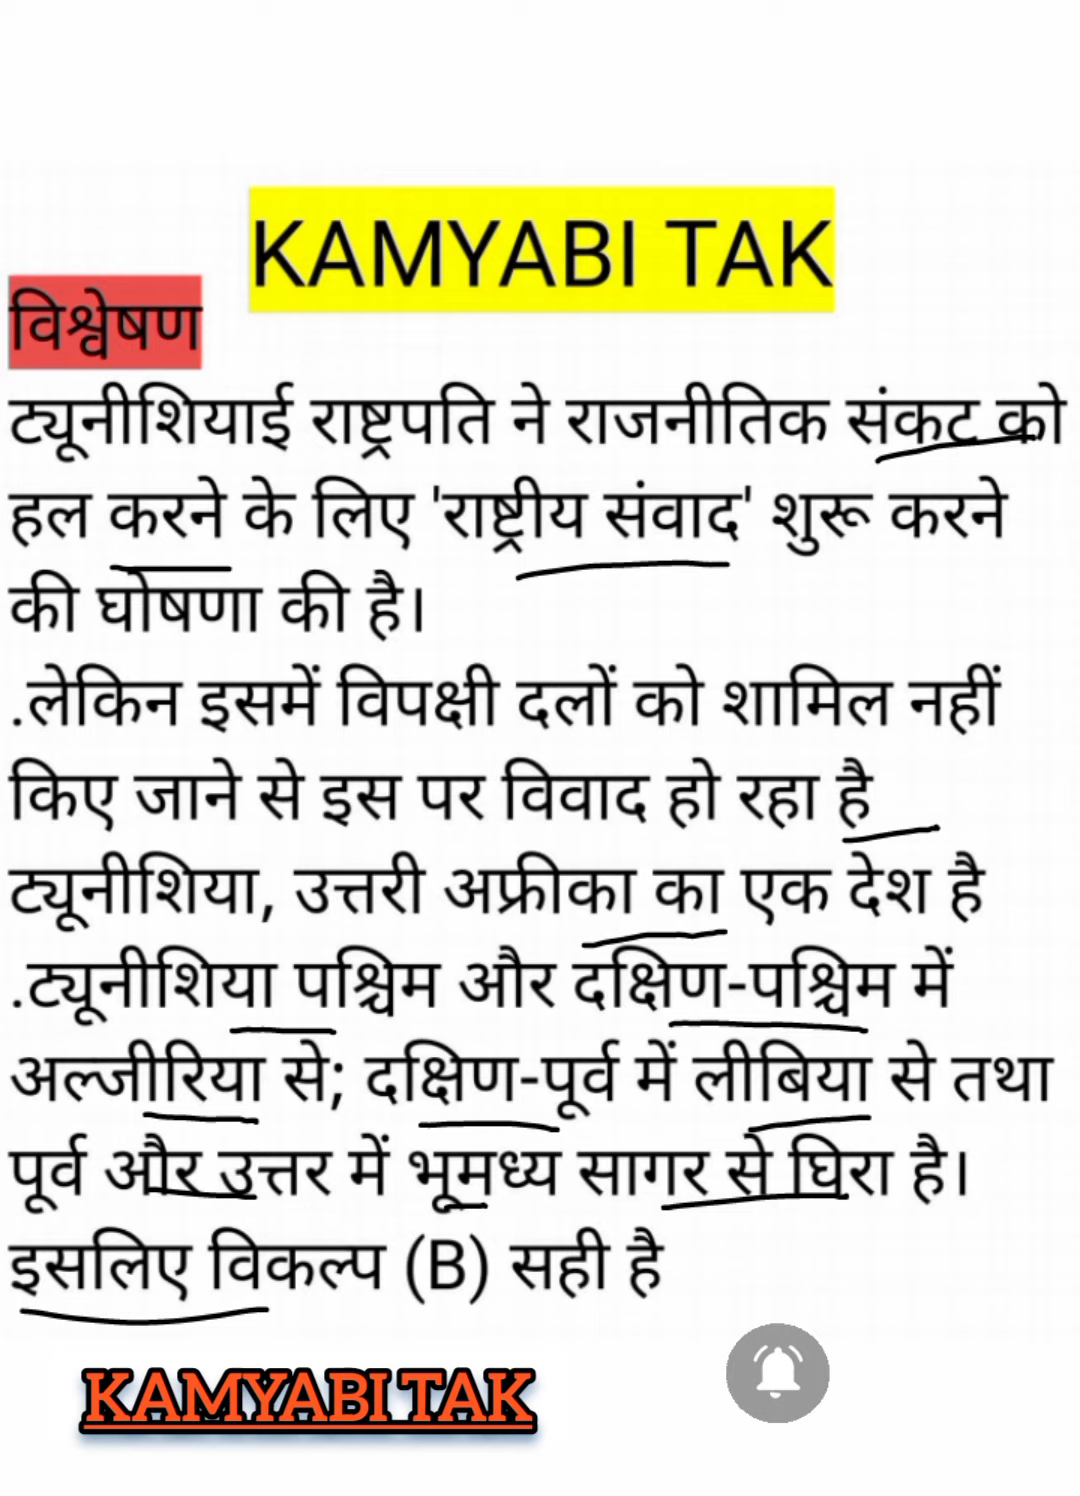 KAMYABI TAK
विश्वेषण
ट्यूनीशियाई राष्ट्रपति ने राजनीतिक संकट को
हल करने के लिए 'राष्ट्रीय संवाद' शुरू करने
की घोषणा की है।
.लेकिन इसमें विपक्षी दलों को शामिल नहीं
किए जाने से इस पर विवाद हो रहा है
ट्यूनीशिया, उत्तरी अफ्रीका का एक देश है
.ट्यूनीशिया पश्चिम और दक्षिण-पश्चिम में
अल्जीरिया से; दक्षिण-पूर्व में लीबिया से तथा
पूर्व और उत्तर में भूमध्य सागर से घिरा है।
इसलिए विकल्प (B) सही है
KAMYABI TAK